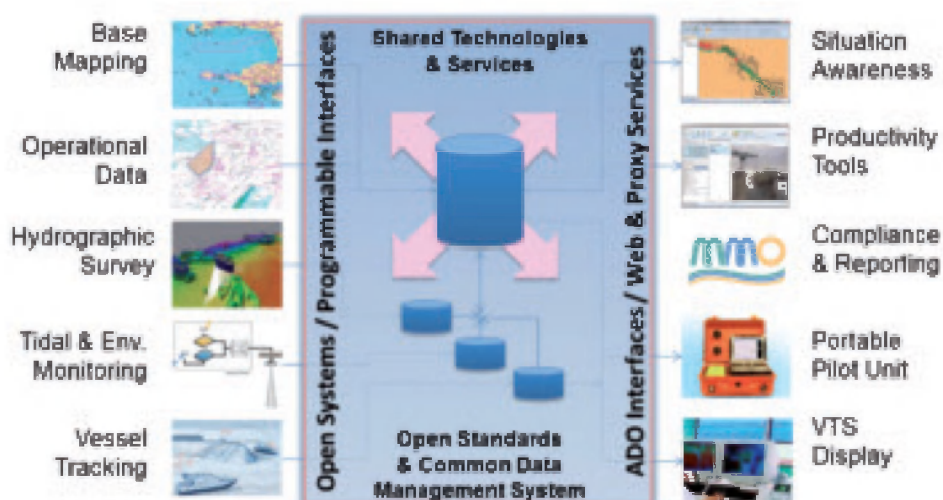 Base
Mapping
Operational
Data
Hydrographic
Survey
Tidal & Env.
Monitoring
Vessel
Tracking
Open Systems / Programmable Interfaces
Shared Technologies
& Services
Open Standards
& Common Data
Management System
ADO Interfaces / Web & Proxy Services
Situation
Awareness
Productivity
Tools
mmo
Compliance
& Reporting
Portable
Pilot Unit
VTS
Display